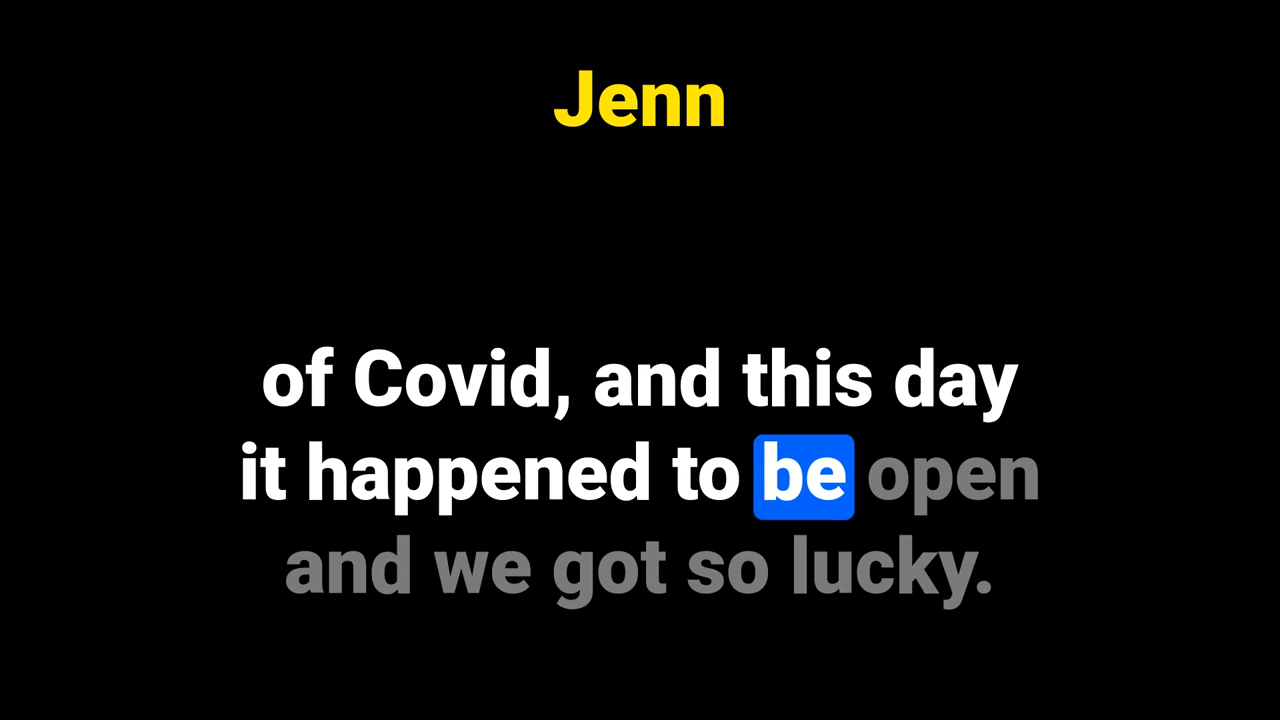 Jenn
of Covid, and this day
it happened to be open
and we got so lucky.